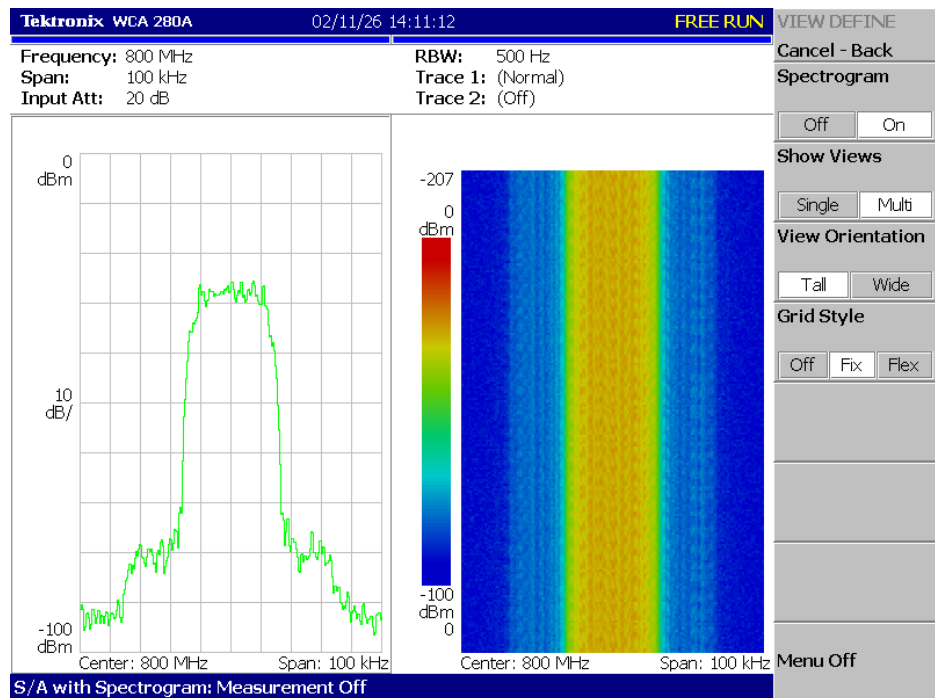 Tektronix WCA 280A 02/11/26 14:11:12 FREE RUN
Frequency: 800 MHz
Span: 100 kHz
Input Att: 20 dB
RBW: 500 Hz
Trace 1: (Normal)
Trace 2: (Off)
0
dBm
10
dB/
-100
dBm
Center: 800 MHz Span: 100 kHz
-207
0
dBm
-100
dBm
0
Center: 800 MHz Span: 100 kHz
S/A with Spectrogram: Measurement Off
VIEW DEFINE
Cancel - Back
Spectrogram
Off On
Show Views
Single Multi
View Orientation
Tall Wide
Grid Style
Off Fix Flex
Menu Off